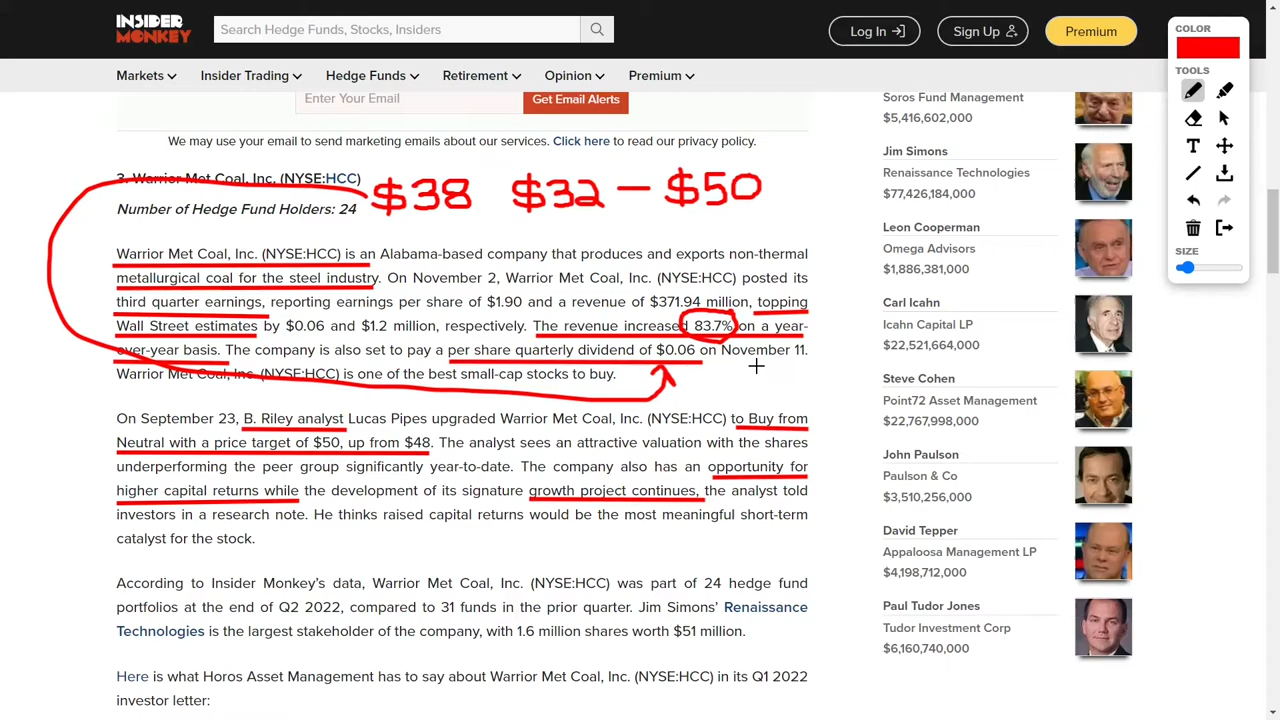 INSIDER
MONKEY
Search Hedge Funds, Stocks, Insiders
Log In
Sign Up
Premium
Markets
Insider Trading
Hedge Funds
Retirement
Opinion
Premium
Enter Your Email
Get Email Alerts
We may use your email to send marketing emails about our services. Click here to read our privacy policy.
3. Warrior Met Coal, Inc. (NYSE:HCC)
$38 $32 - $50
Number of Hedge Fund Holders: 24
Warrior Met Coal, Inc. (NYSE:HCC) is an Alabama-based company that produces and exports non-thermal
metallurgical coal for the steel industry. On November 2, Warrior Met Coal, Inc. (NYSE:HCC) posted its
third quarter earnings, reporting earnings per share of $1.90 and a revenue of $371.94 million, topping
Wall Street estimates by $0.06 and $1.2 million, respectively. The revenue increased 83.7% on a year-
over-year basis. The company is also set to pay a per share quarterly dividend of $0.06 on November 11.
Warrior Met Coal, Inc. (NYSE:HCC) is one of the best small-cap stocks to buy.
On September 23, B. Riley analyst Lucas Pipes upgraded Warrior Met Coal, Inc. (NYSE:HCC) to Buy from
Neutral with a price target of $50, up from $48. The analyst sees an attractive valuation with the shares
underperforming the peer group significantly year-to-date. The company also has an opportunity for
higher capital returns while the development of its signature growth project continues, the analyst told
investors in a research note. He thinks raised capital returns would be the most meaningful short-term
catalyst for the stock.
According to Insider Monkey's data, Warrior Met Coal, Inc. (NYSE:HCC) was part of 24 hedge fund
portfolios at the end of Q2 2022, compared to 31 funds in the prior quarter. Jim Simons' Renaissance
Technologies is the largest stakeholder of the company, with 1.6 million shares worth $51 million.
Here is what Horos Asset Management has to say about Warrior Met Coal, Inc. (NYSE:HCC) in its Q1 2022
investor letter:
Soros Fund Management
$5,416,602,000
Jim Simons
Renaissance Technologies
$77,426,184,000
Leon Cooperman
Omega Advisors
$1,886,381,000
Carl Icahn
Icahn Capital LP
$22,521,664,000
Steve Cohen
Point72 Asset Management
$22,767,998,000
John Paulson
Paulson & Co
$3,510,256,000
David Tepper
Appaloosa Management LP
$4,198,712,000
Paul Tudor Jones
Tudor Investment Corp
$6,160,740,000
COLOR
TOOLS
T
SIZE